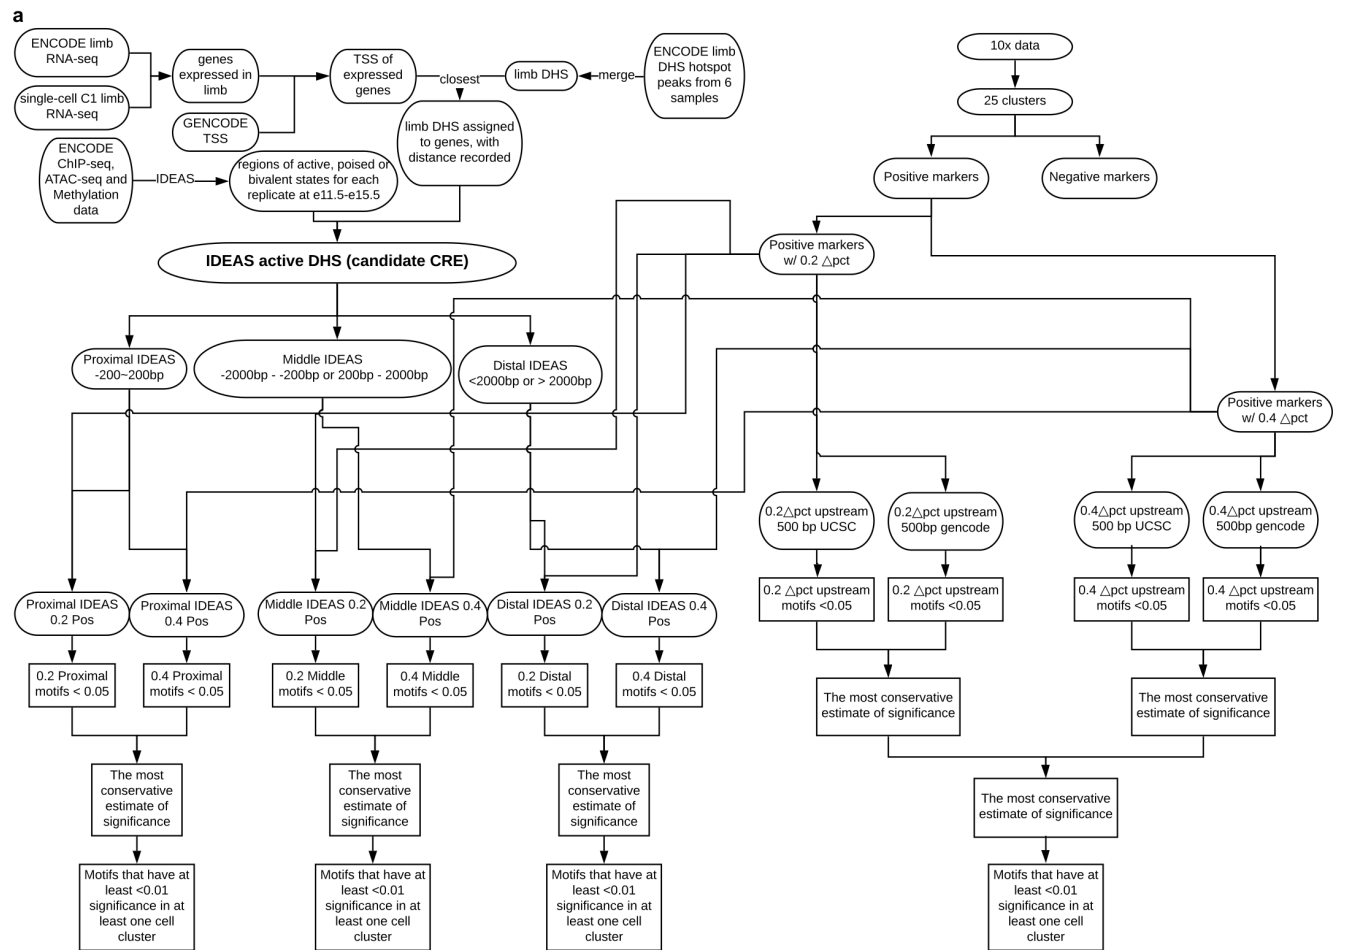 a
ENCODE limb
RNA-seq
single-cell C1 limb
RNA-seq
genes
expressed in
limb
GENCODE
TSS
TSS of
expressed
genes
closest
limb DHS
merge
ENCODE limb
DHS hotspot
peaks from 6
samples
limb DHS assigned
to genes, with
distance recorded
ENCODE
ChIP-seq,
ATAC-seq and
Methylation
data
IDEAS
regions of active, poised or
bivalent states for each
replicate at e11.5-e15.5
IDEAS active DHS (candidate CRE)
10x data
25 clusters
Positive markers
Negative markers
Positive markers
w/ 0.2 △pct
Positive markers
w/ 0.4 △pct
Proximal IDEAS
-200~200bp
Middle IDEAS
-2000bp - -200bp or 200bp - 2000bp
Distal IDEAS
<2000bp or > 2000bp
0.2△pct upstream
500 bp UCSC
0.2△pct upstream
500bp gencode
0.4△pct upstream
500 bp UCSC
0.4△pct upstream
500bp gencode
Proximal IDEAS
0.2 Pos
Proximal IDEAS
0.4 Pos
Middle IDEAS 0.2
Pos
Middle IDEAS 0.4
Pos
Distal IDEAS 0.2
Pos
Distal IDEAS 0.4
Pos
0.2 △pct upstream
motifs <0.05
0.2 △pct upstream
motifs <0.05
0.4 △pct upstream
motifs <0.05
0.4 △pct upstream
motifs <0.05
0.2 Proximal
motifs < 0.05
0.4 Proximal
motifs < 0.05
0.2 Middle
motifs < 0.05
0.4 Middle
motifs < 0.05
0.2 Distal
motifs < 0.05
0.4 Distal
motifs < 0.05
The most conservative
estimate of significance
The most conservative
estimate of significance
The most
conservative
estimate of
significance
The most
conservative
estimate of
significance
The most
conservative
estimate of
significance
The most conservative
estimate of significance
Motifs that have at
least <0.01
significance in at
least one cell
cluster
Motifs that have at
least <0.01
significance in at
least one cell
cluster
Motifs that have at
least <0.01
significance in at
least one cell
cluster
Motifs that have at
least <0.01
significance in at
least one cell
cluster